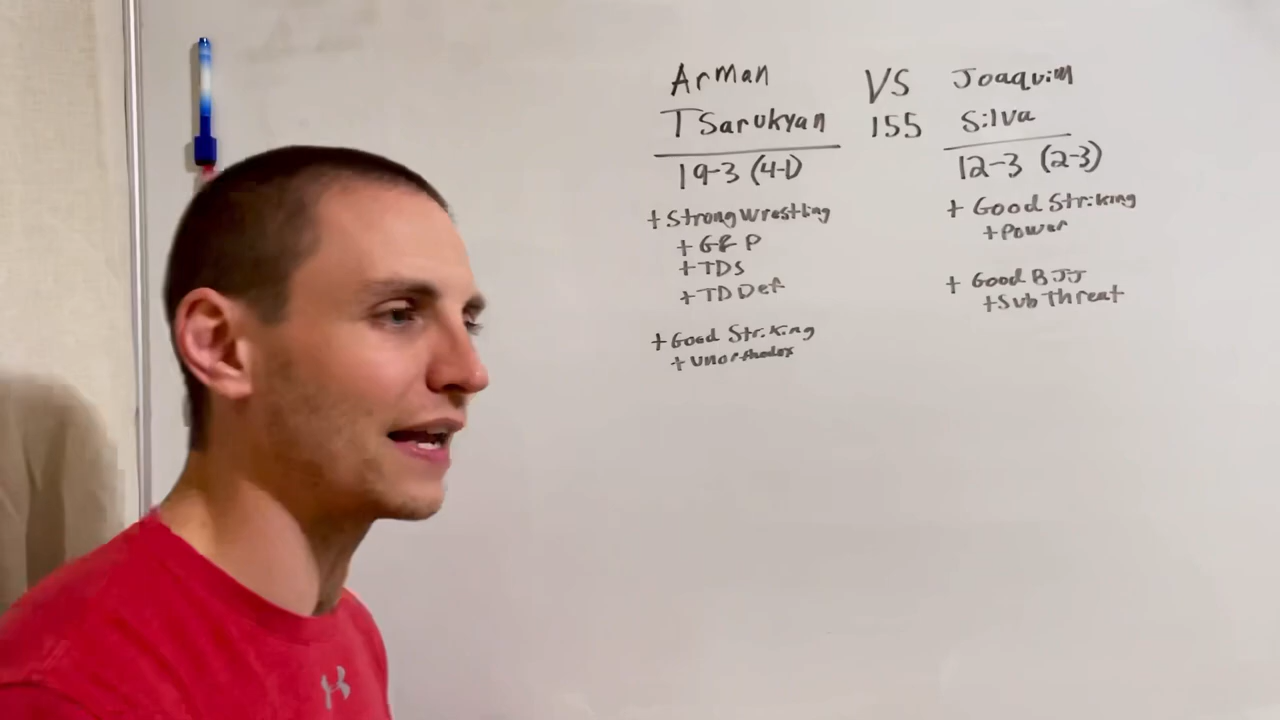 Arman
Tsarukyan
19-3 (4-1)
+ Strong Wrestling
+ G&P
+ TDS
+ TD Def
+ Good Striking
+ Unorthodox
VS
155
Joaquim
Silva
12-3 (2-3)
+ Good Striking
+ Power
+ Good BJJ
+ Sub Threat